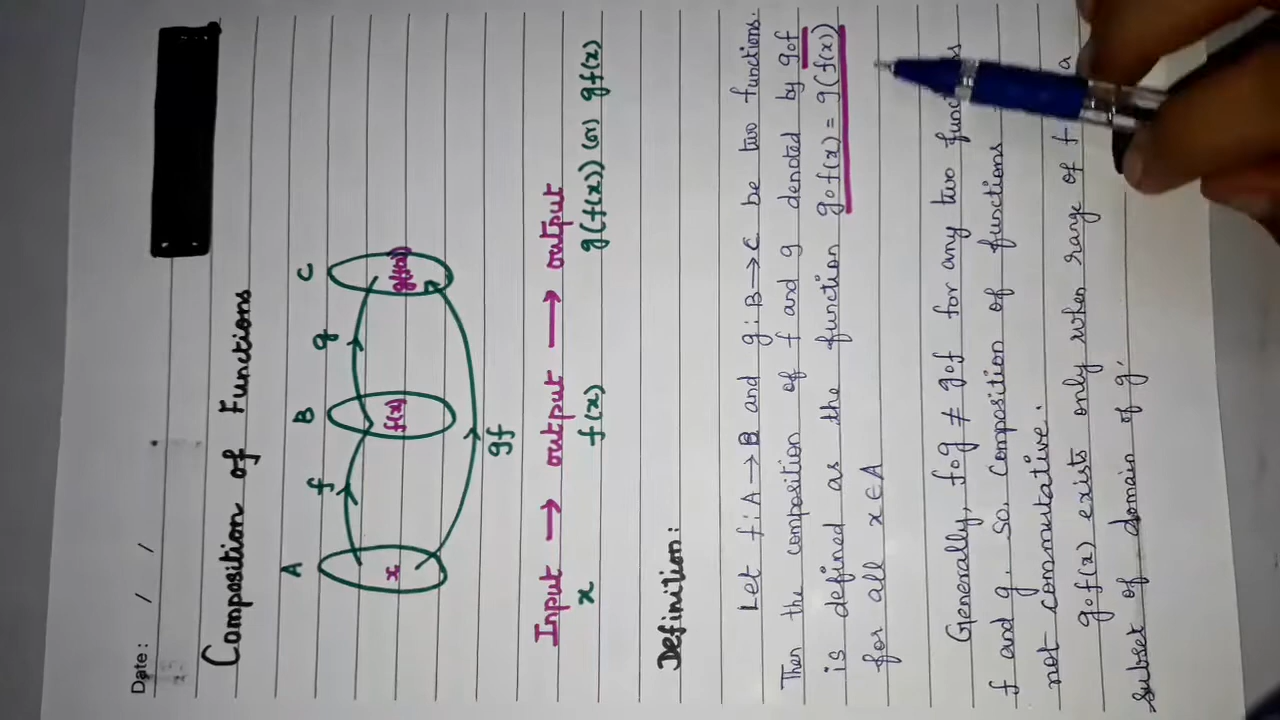 Date: / /
Composition of Functions
A B C
f g
x f(x) g(f(x))
gf
Input → output → output
x f(x) g(f(x)) (or) gf(x)
Definition:
Let f:A→B and g:B→C be two functions.
Then the composition of f and g denoted by gof
is defined as the function gof(x) = g(f(x))
for all x∈A
Generally, fog ≠ gof for any two
f and g. So, composition of functions
not commutative.
gof(x) exists only when range of f a
subset of domain of g.